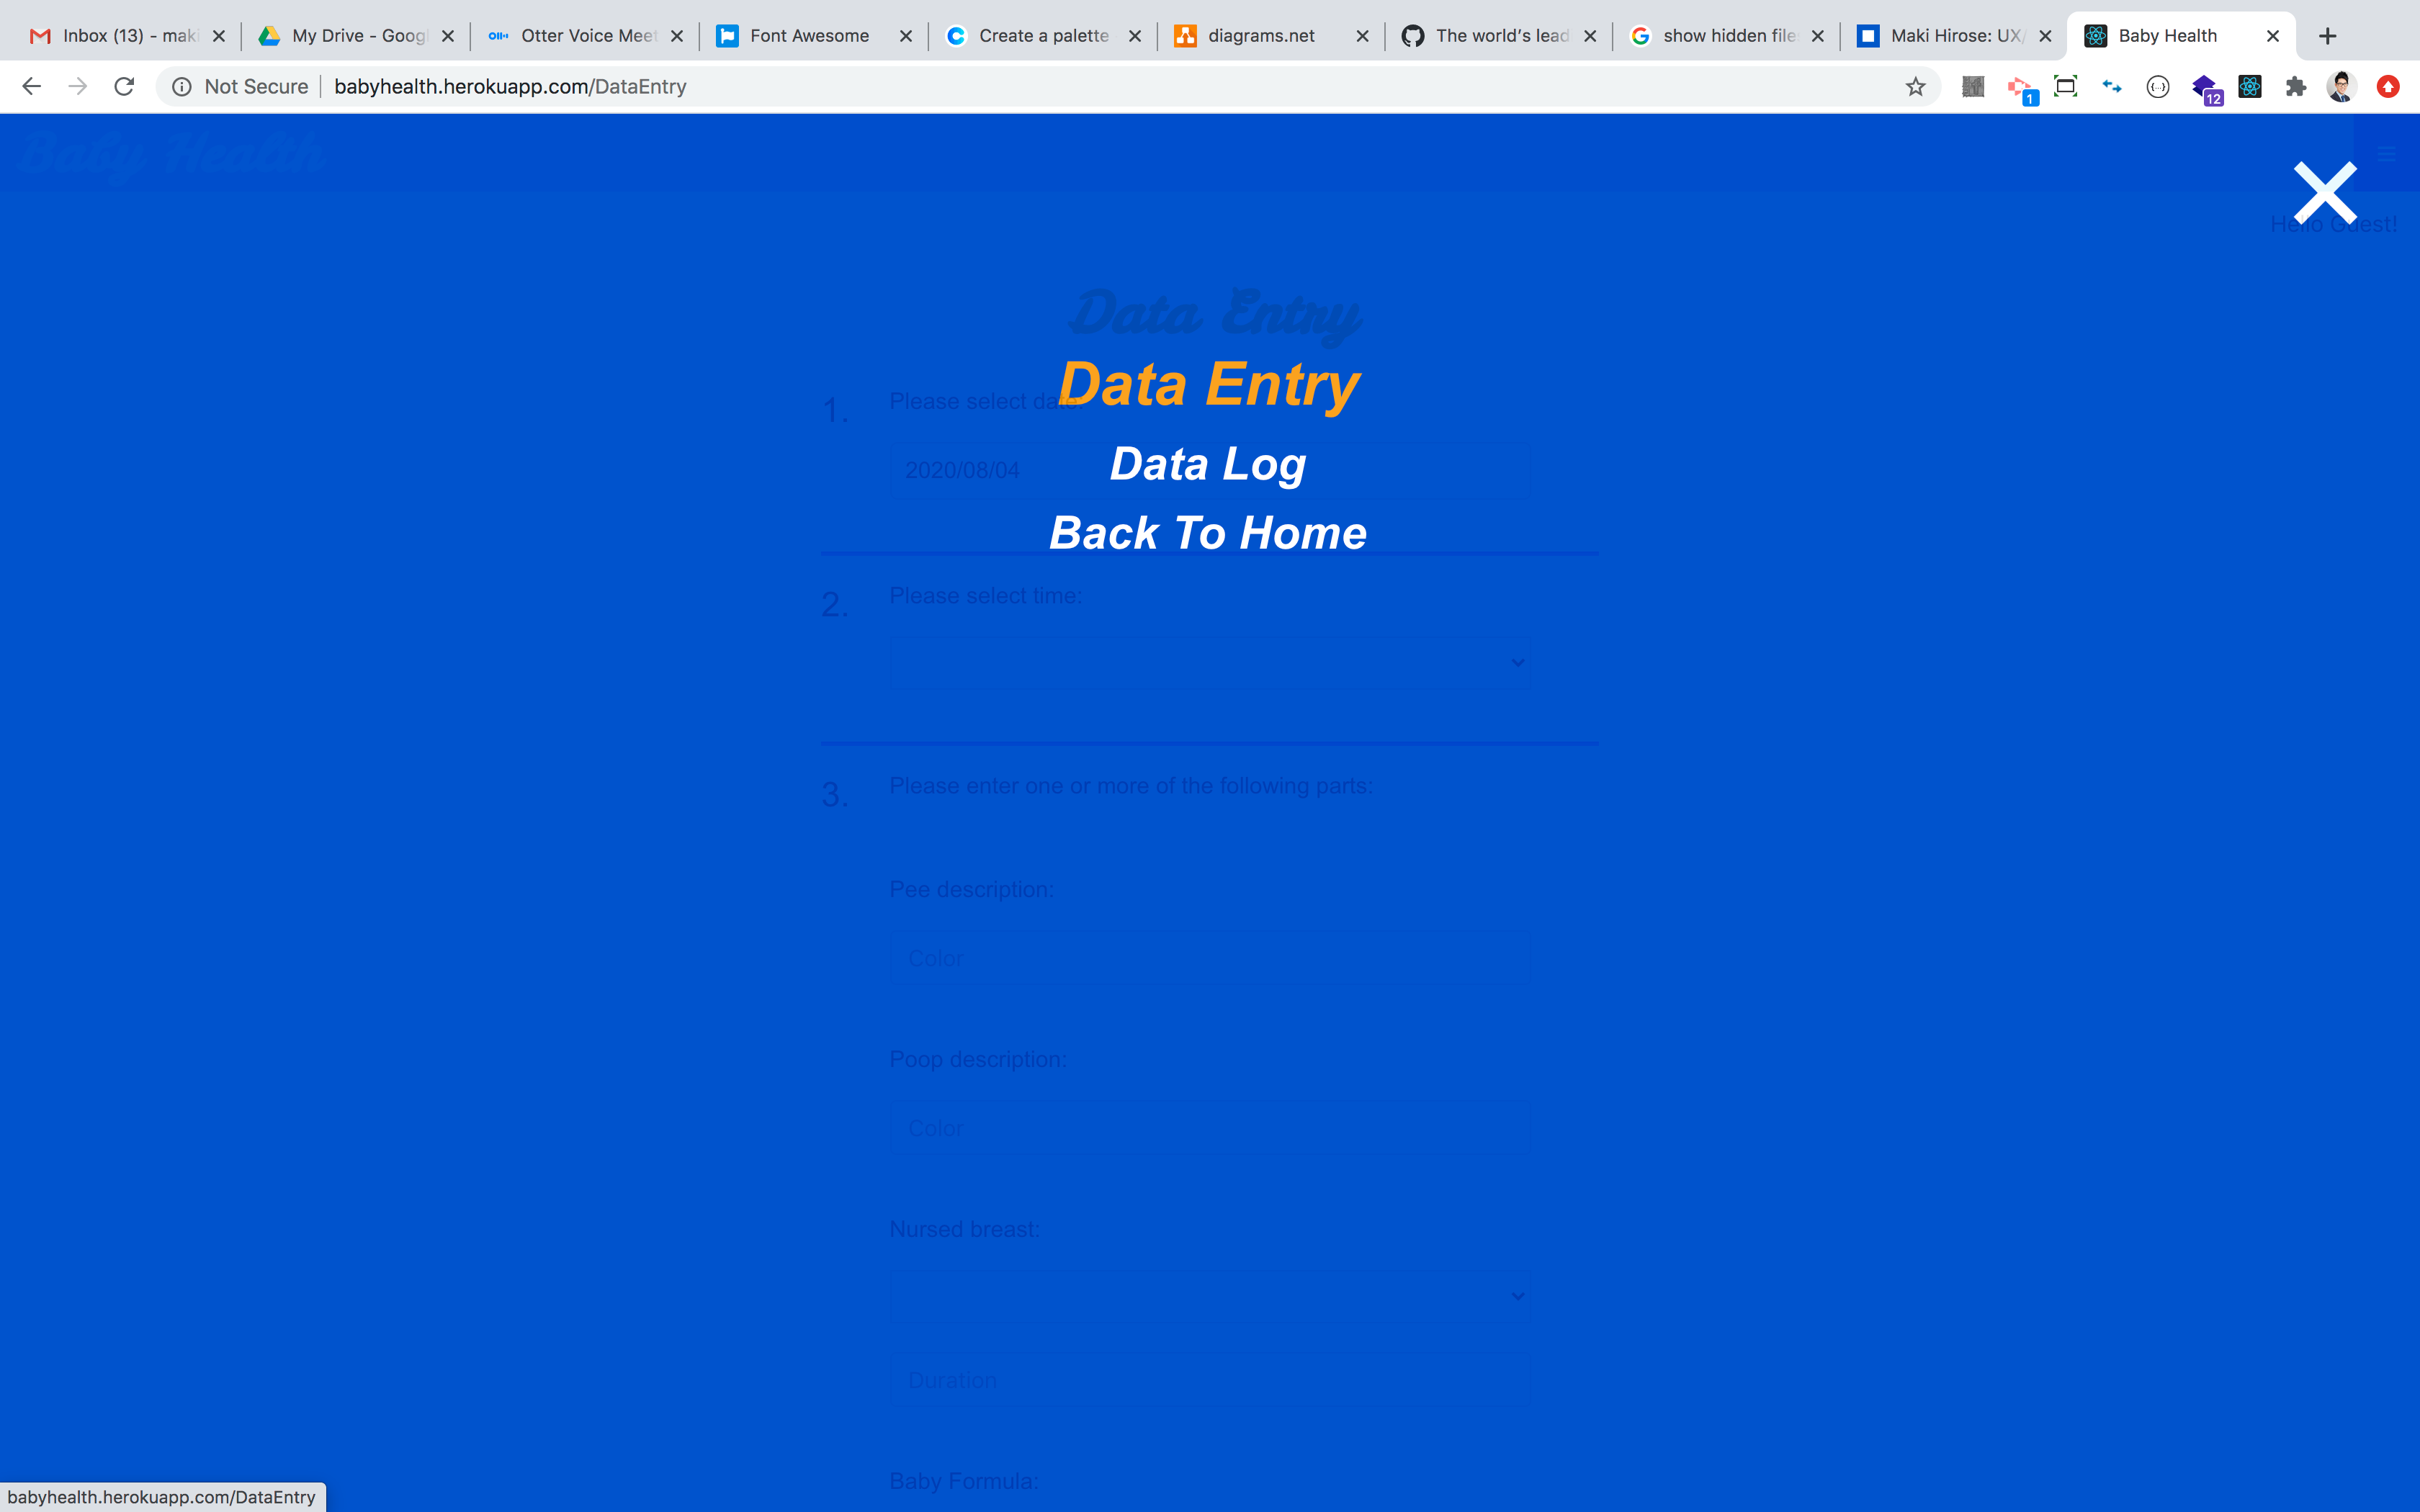 Inbox (13) - maki
My Drive - Googl
Otter Voice Meet
Font Awesome
Create a palette
diagrams.net
The world's lead
show hidden file
Maki Hirose: UX/
Baby Health
Not Secure
babyhealth.herokuapp.com/DataEntry
1
12
Baby Health
Hello Guest!
Data Entry
Data Entry
1. Please select date:
Data Log
2020/08/04
Back To Home
2. Please select time:
3. Please enter one or more of the following parts:
Pee description:
Color
Poop description:
Color
Nursed breast:
Duration
Baby Formula:
babyhealth.herokuapp.com/DataEntry